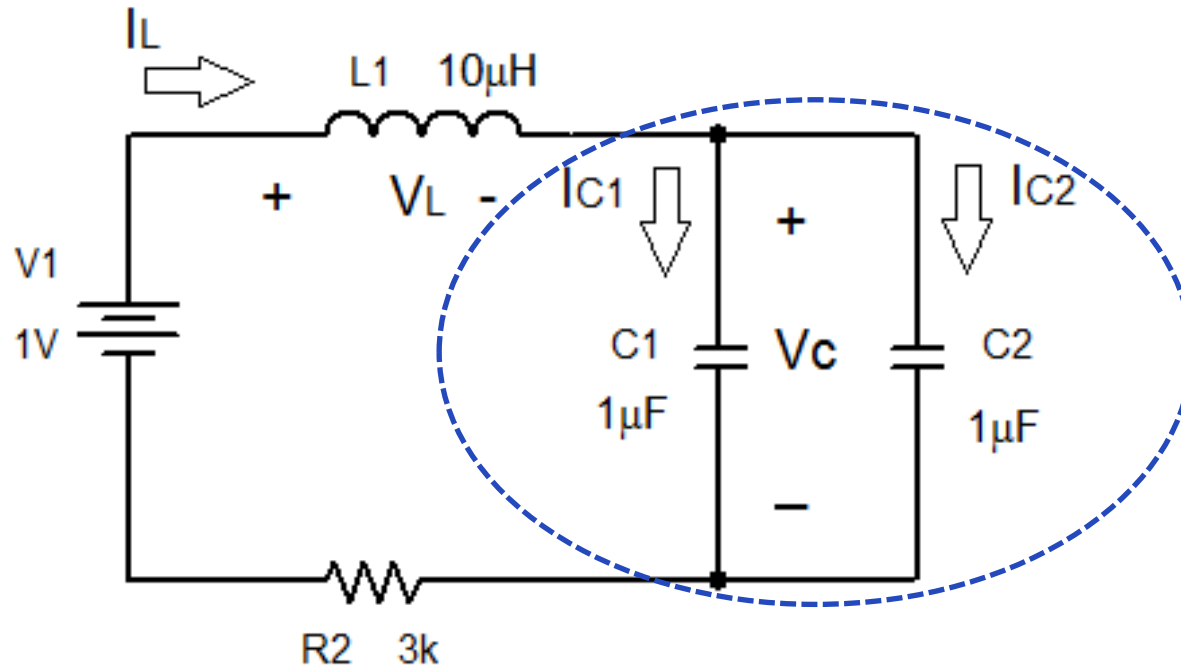 IL
L1 10μH
+ VL -
IC1
IC2
+
V1
1V
C1
1μF
Vc
C2
1μF
−
R2 3k